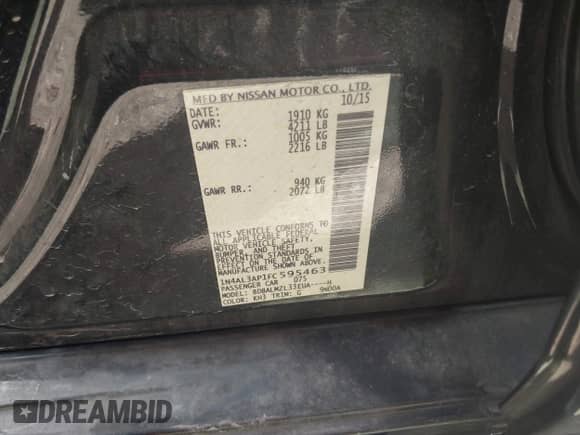 MFD BY NISSAN MOTOR CO., LTD.
DATE: 10/15
GVWR: 1910 KG
4211 LB
GAWR FR.: 1005 KG
2216 LB
GAWR RR.: 940 KG
2072 LB
THIS VEHICLE CONFORMS TO
ALL APPLICABLE FEDERAL
MOTOR VEHICLE SAFETY,
BUMPER, AND THEFT
PREVENTION STANDARDS IN
EFFECT ON THE DATE OF
MANUFACTURE SHOWN ABOVE.
1N4AL3AP1FC595463
PASSENGER CAR 075
MODEL: BDBALMZL33EUA----H
COLOR: KH3 TRIM: G 9N00A
DREAMBID